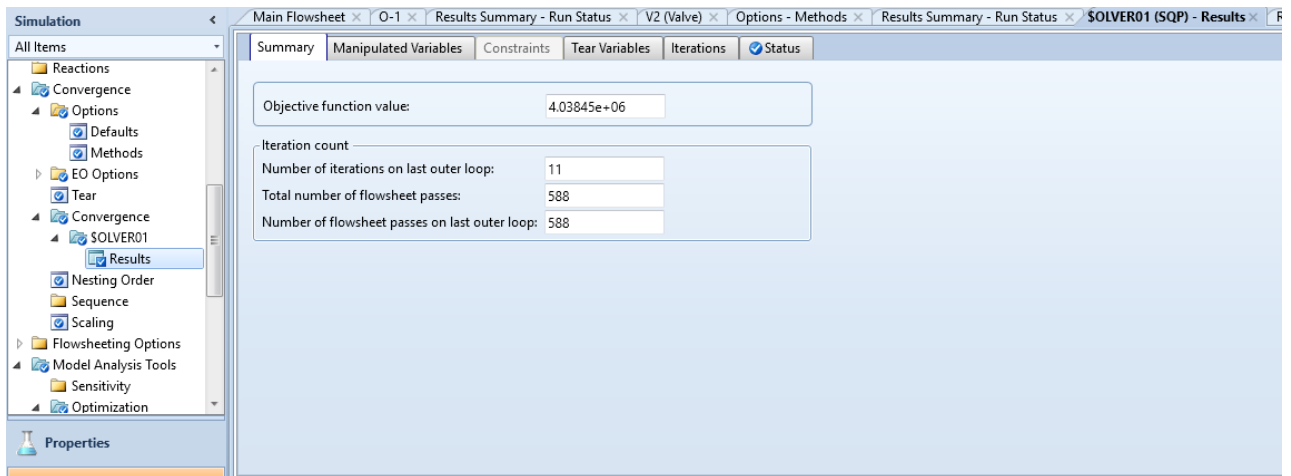 Simulation
Main Flowsheet
O-1
Results Summary - Run Status
V2 (Valve)
Options - Methods
Results Summary - Run Status
$OLVER01 (SQP) - Results
All Items
Summary
Manipulated Variables
Constraints
Tear Variables
Iterations
Status
Reactions
Convergence
Options
Defaults
Methods
EO Options
Tear
Convergence
$OLVER01
Results
Nesting Order
Sequence
Scaling
Flowsheeting Options
Model Analysis Tools
Sensitivity
Optimization
Properties
Objective function value: 4.03845e+06
Iteration count
Number of iterations on last outer loop: 11
Total number of flowsheet passes: 588
Number of flowsheet passes on last outer loop: 588